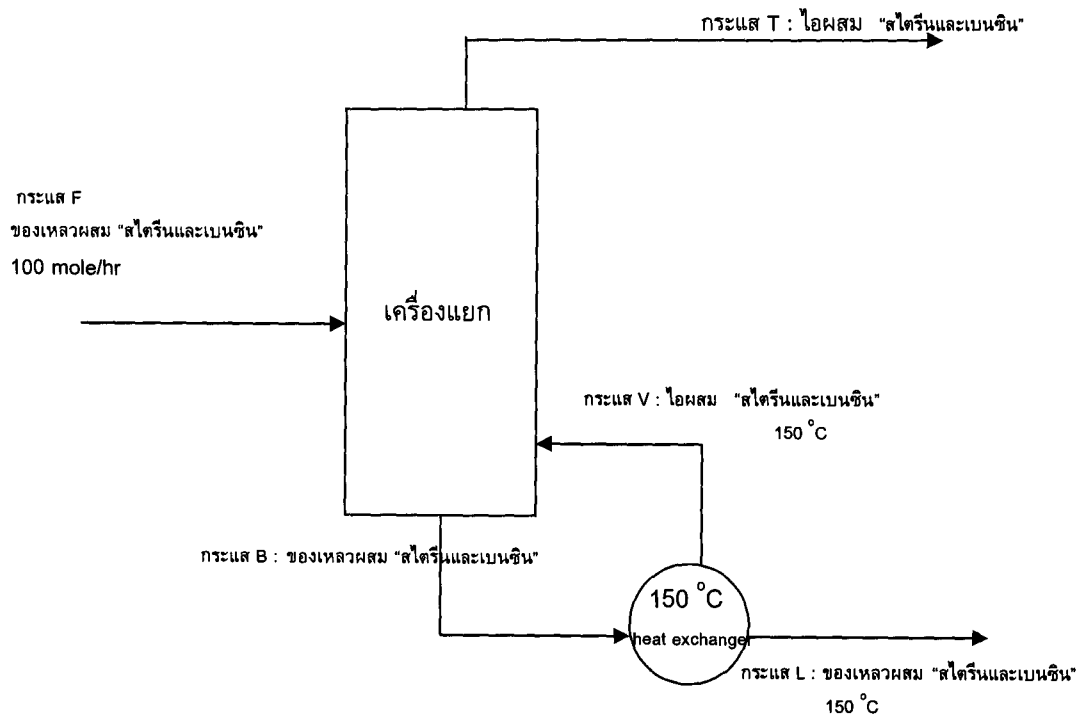 กระแส T : ไอผสม "สไตรีนและเบนซิน"
กระแส F
ของเหลวผสม "สไตรีนและเบนซิน"
100 mole/hr
เครื่องแยก
กระแส V : ไอผสม "สไตรีนและเบนซิน"
150 °C
กระแส B : ของเหลวผสม "สไตรีนและเบนซิน"
150 °C
heat exchanger
กระแส L : ของเหลวผสม "สไตรีนและเบนซิน"
150 °C